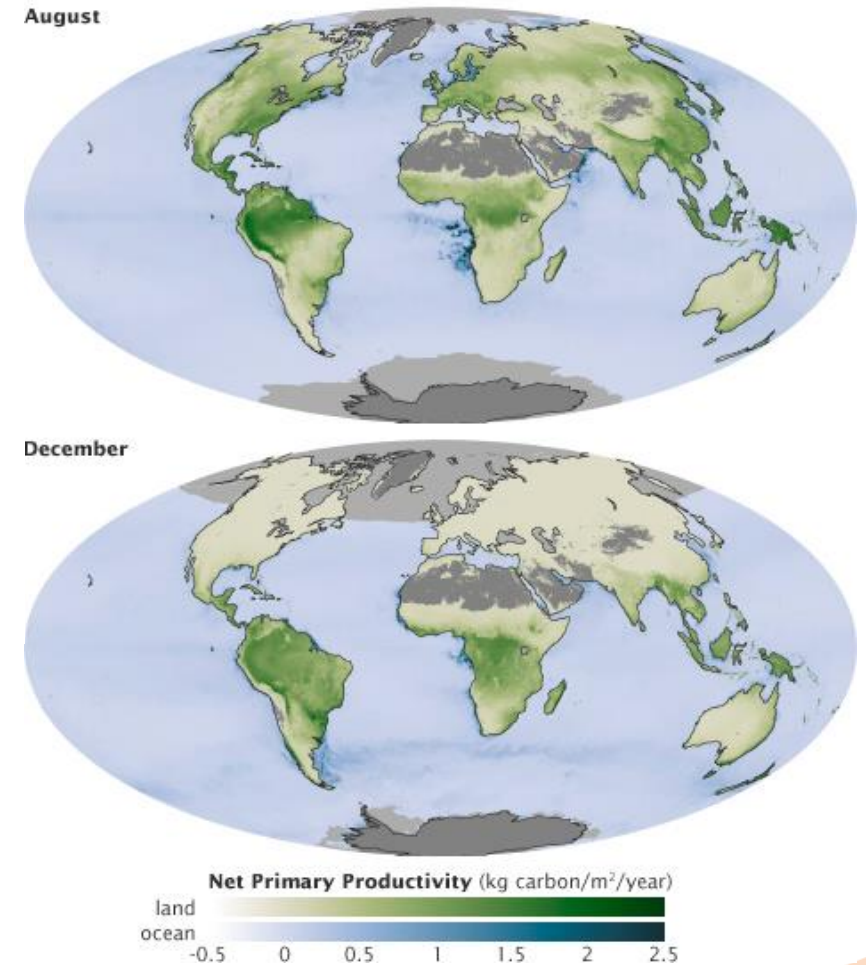 August
December
Net Primary Productivity (kg carbon/m²/year)
land
ocean
-0.5 0 0.5 1 1.5 2 2.5